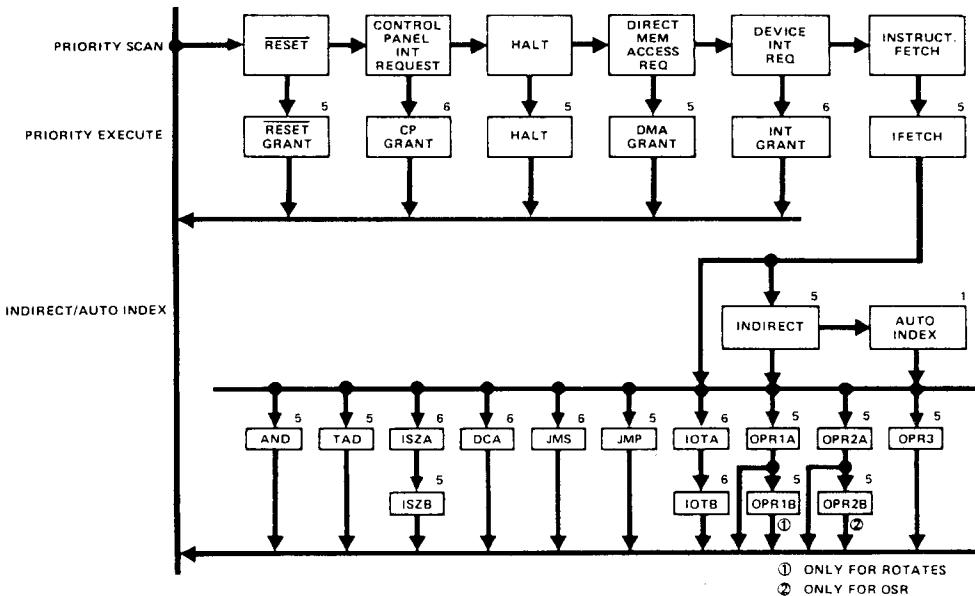 PRIORITY SCAN
RESET
CONTROL
PANEL
INT
REQUEST
HALT
DIRECT
MEM
ACCESS
REQ
DEVICE
INT
REQ
INSTRUCT.
FETCH
PRIORITY EXECUTE
5
RESET
GRANT
6
CP
GRANT
5
HALT
5
DMA
GRANT
6
INT
GRANT
5
IFETCH
INDIRECT/AUTO INDEX
5
INDIRECT
1
AUTO
INDEX
5
AND
5
TAD
6
ISZA
6
DCA
6
JMS
5
JMP
6
IOTA
5
OPR1A
5
OPR2A
5
OPR3
5
ISZB
6
IOTB
5
OPR1B
①
5
OPR2B
②
① ONLY FOR ROTATES
② ONLY FOR OSR